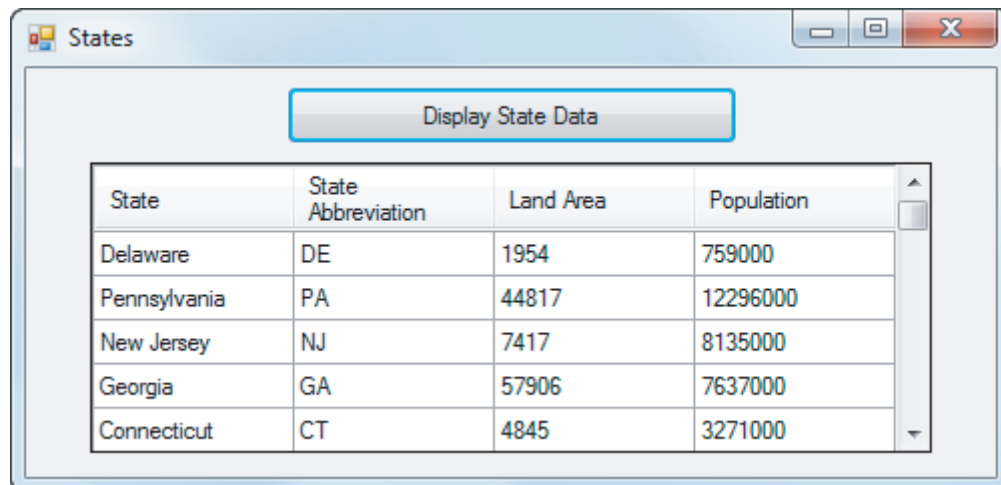 States
Display State Data
State State Abbreviation Land Area Population
Delaware DE 1954 759000
Pennsylvania PA 44817 12296000
New Jersey NJ 7417 8135000
Georgia GA 57906 7637000
Connecticut CT 4845 3271000